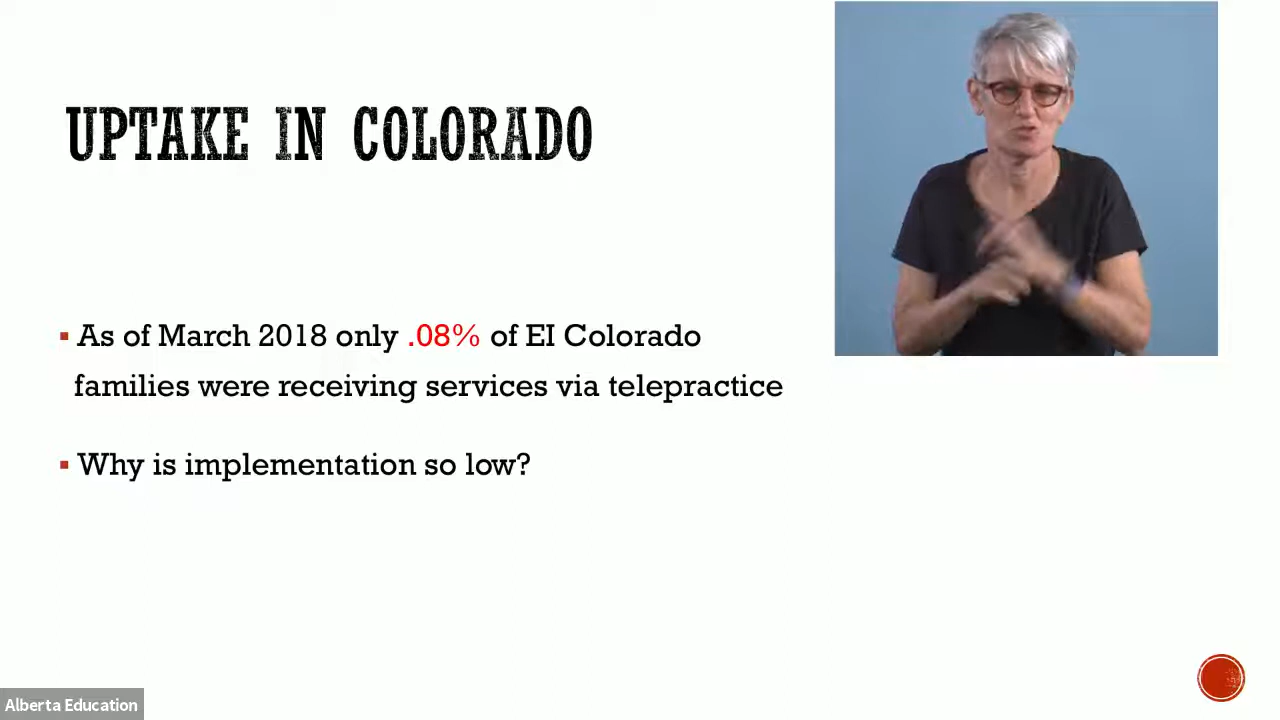 UPTAKE IN COLORADO
As of March 2018 only .08% of EI Colorado
families were receiving services via telepractice
Why is implementation so low?
Alberta Education